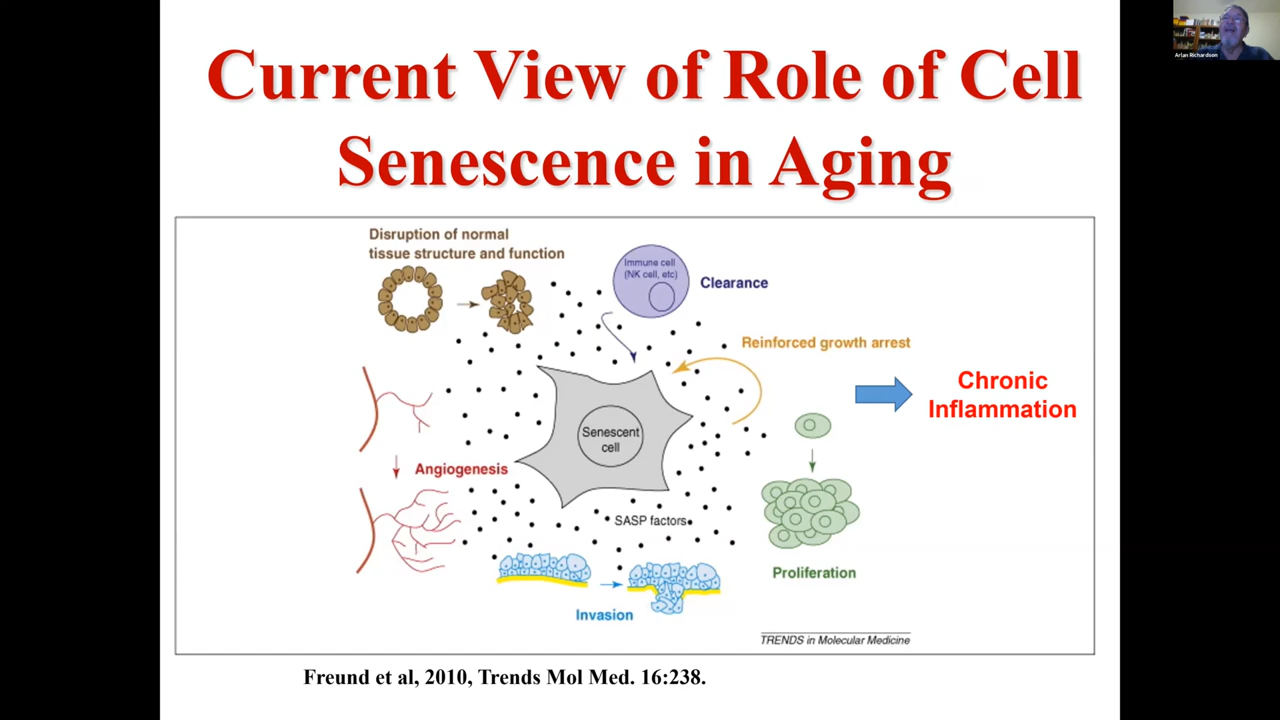 Current View of Role of Cell
Senescence in Aging
Arlan Richardson
Disruption of normal
tissue structure and function
Immune cell
(NK cell, etc)
Clearance
Reinforced growth arrest
Chronic
Inflammation
Senescent
cell
Angiogenesis
SASP factors
Proliferation
Invasion
TRENDS in Molecular Medicine
Freund et al, 2010, Trends Mol Med. 16:238.